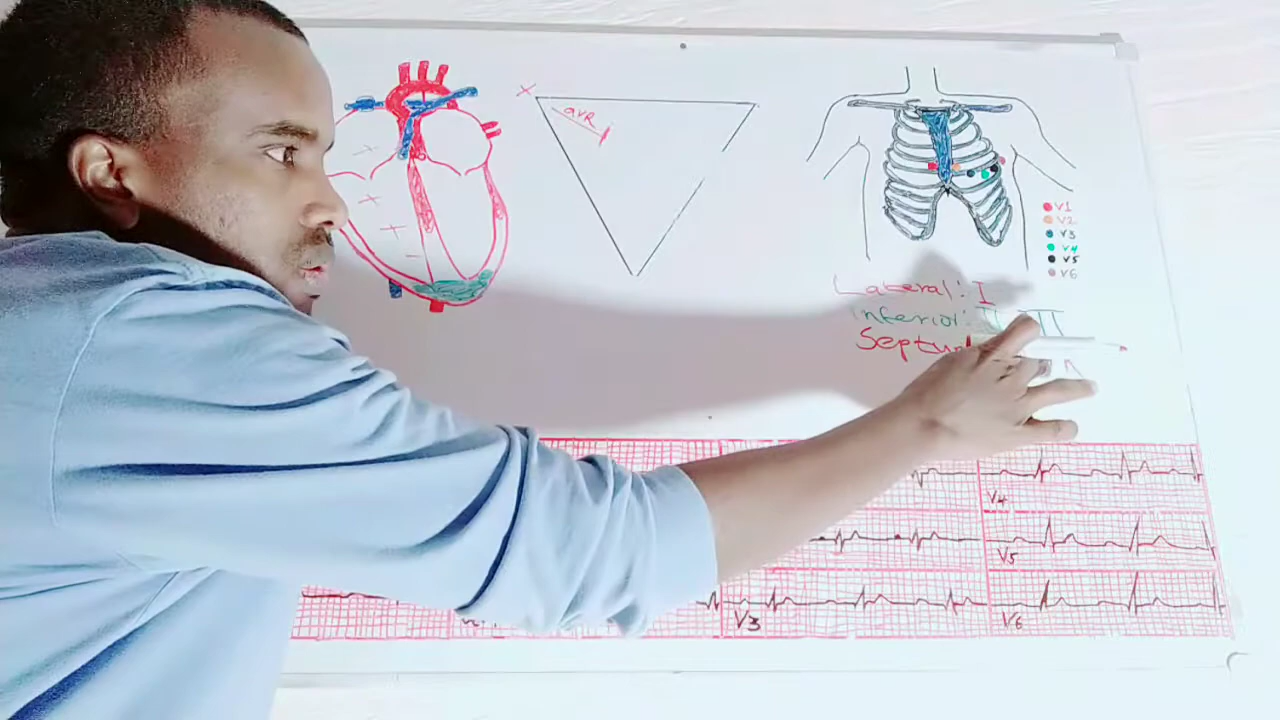 aVR
V1
V2
V3
V4
V5
V6
Lateral: I
Inferior: II III
V4
V5
V3
V6